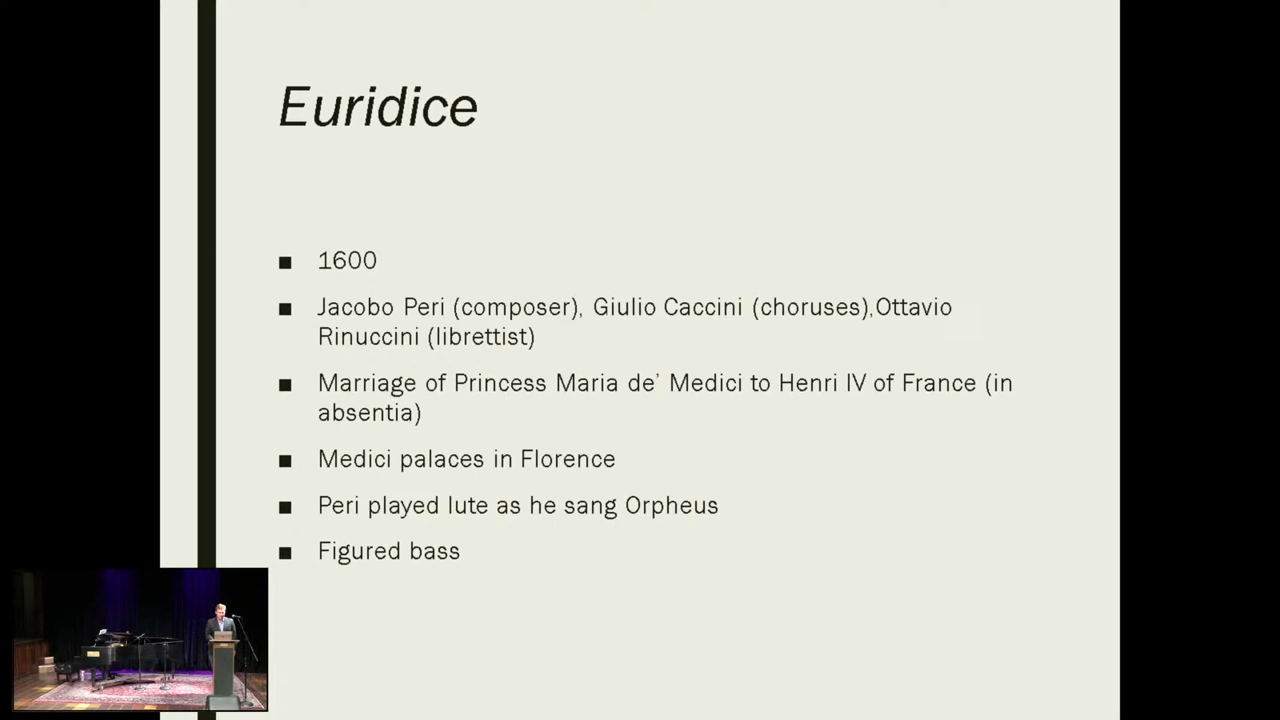 Euridice
1600
Jacobo Peri (composer), Giulio Caccini (choruses),Ottavio
Rinuccini (librettist)
Marriage of Princess Maria de’ Medici to Henri IV of France (in
absentia)
Medici palaces in Florence
Peri played lute as he sang Orpheus
Figured bass